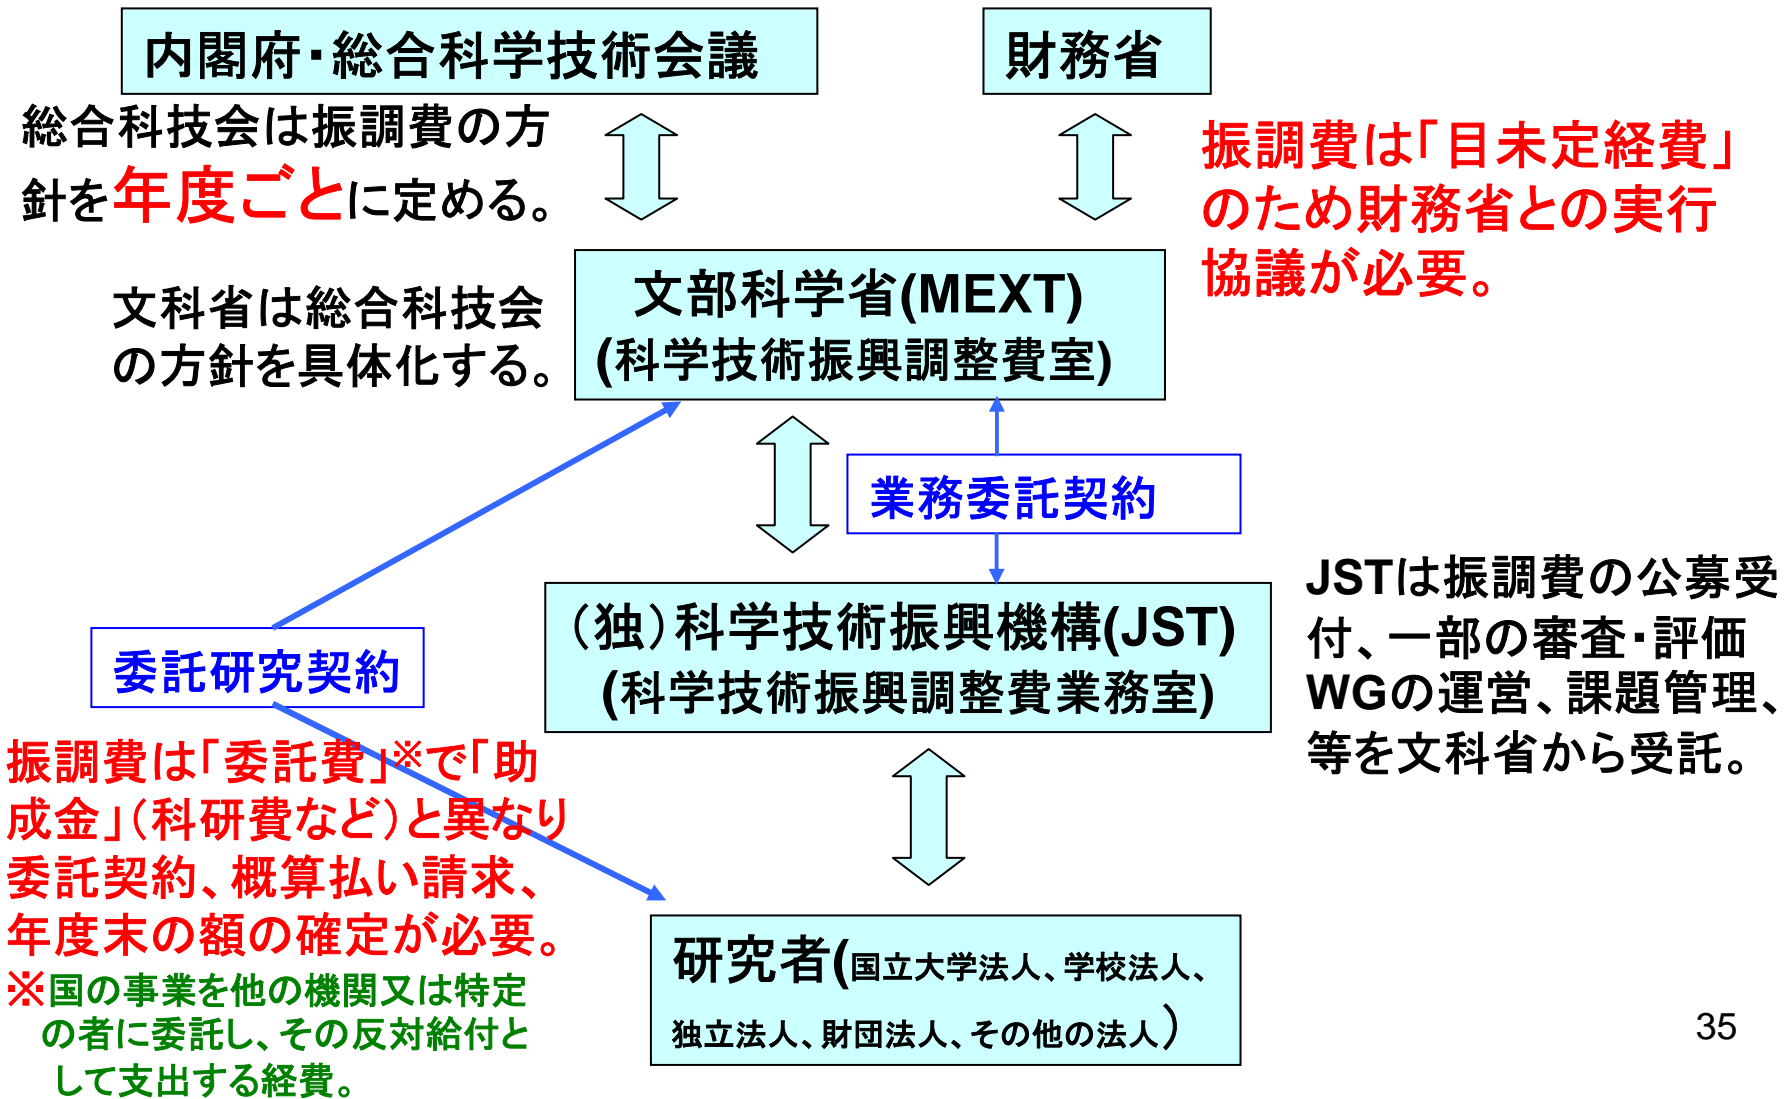 内閣府・総合科学技術会議
財務省
総合科技会は振調費の方
針を年度ごとに定める。
振調費は「目未定経費」
のため財務省との実行
協議が必要。
文部科学省(MEXT)
(科学技術振興調整費室)
文科省は総合科技会
の方針を具体化する。
業務委託契約
(独)科学技術振興機構(JST)
(科学技術振興調整費業務室)
JSTは振調費の公募受
付、一部の審査・評価
WGの運営、課題管理、
等を文科省から受託。
委託研究契約
振調費は「委託費」※で「助
成金」(科研費など)と異なり
委託契約、概算払い請求、
年度末の額の確定が必要。
※国の事業を他の機関又は特定
の者に委託し、その反対給付と
して支出する経費。
研究者(国立大学法人、学校法人、
独立法人、財団法人、その他の法人)
35